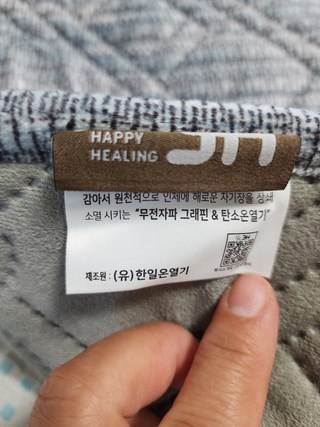 HAPPY
HEALING
감아서 원천적으로 인체에 해로운 자기장을 상쇄
소멸 시키는 "무전자파 그래핀 & 탄소온열기"
제조원 : (유)한일온열기